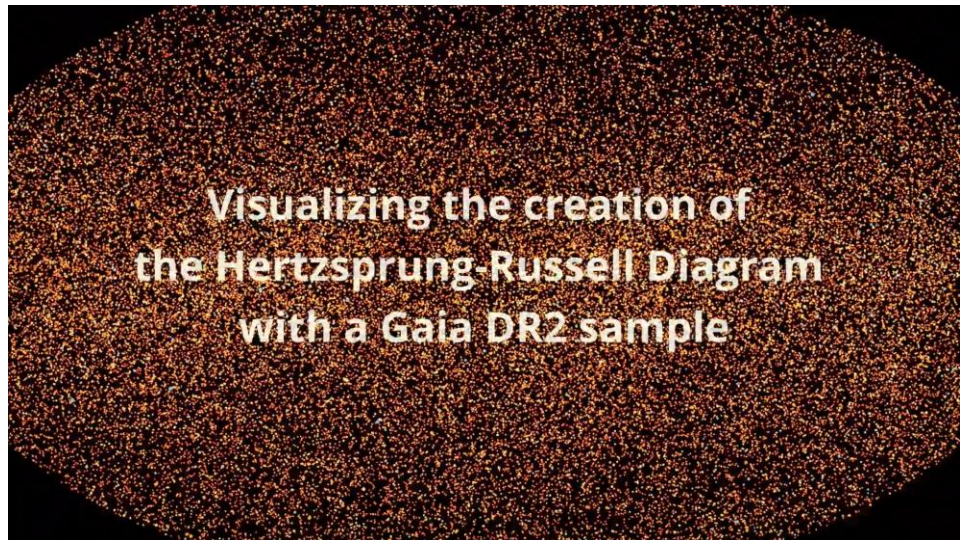 Visualizing the creation of
the Hertzsprung-Russell Diagram
with a Gaia DR2 sample